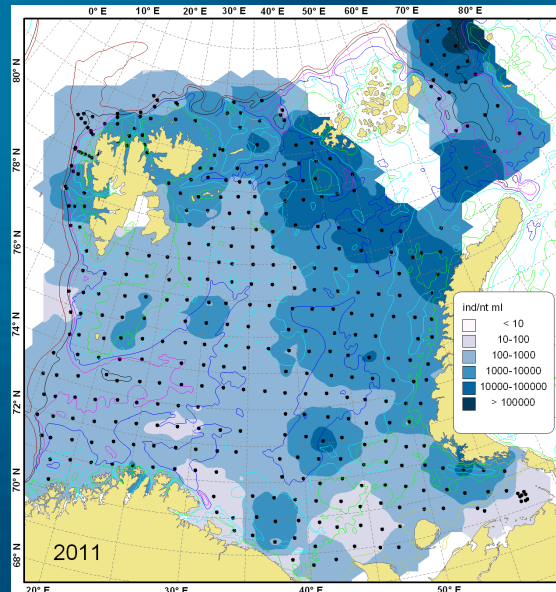 0° E 10° E 20° E 30° E 40° E 50° E 60° E 70° E 80° E
80° N
78° N
76° N
74° N
72° N
70° N
68° N
ind/nt ml
< 10
10-100
100-1000
1000-10000
10000-100000
> 100000
2011
20° E 30° E 40° E 50° E